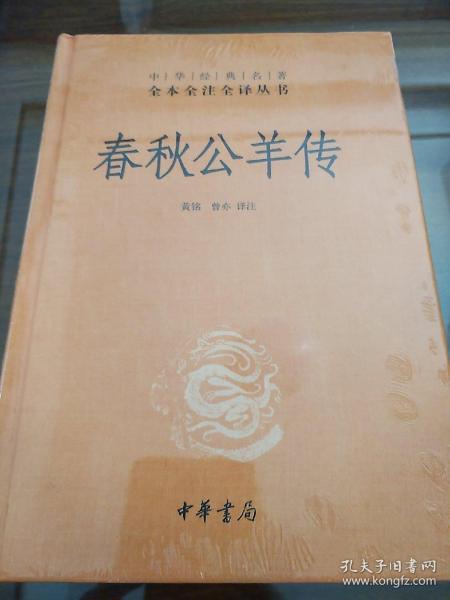 中华经典名著
全本全注全译丛书
春秋公羊传
黄铭 曾亦 译注
中華書局
孔夫子旧书网
www.kongfz.com